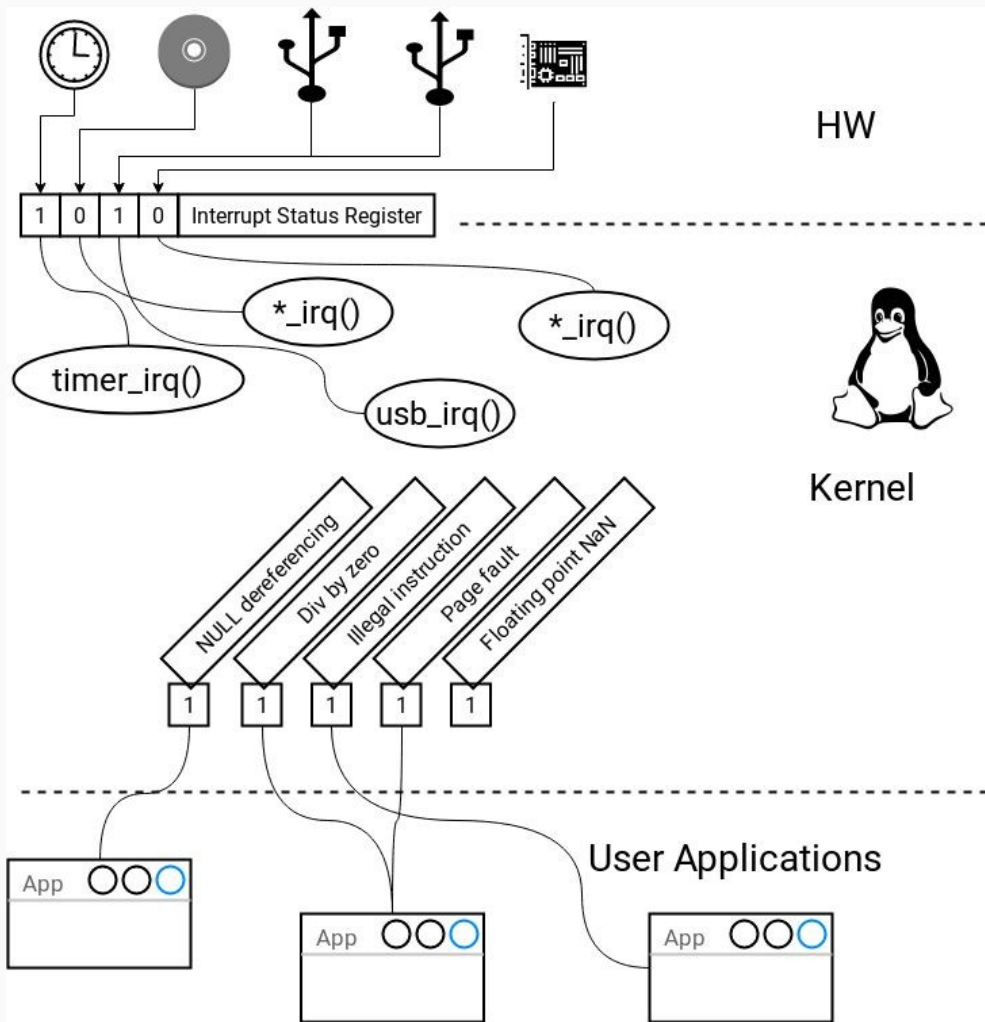 HW
1 0 1 0 Interrupt Status Register
*_irq()
*_irq()
timer_irq()
usb_irq()
Kernel
NULL dereferencing
Div by zero
Illegal instruction
Page fault
Floating point NaN
1 1 1 1 1
User Applications
App
App
App